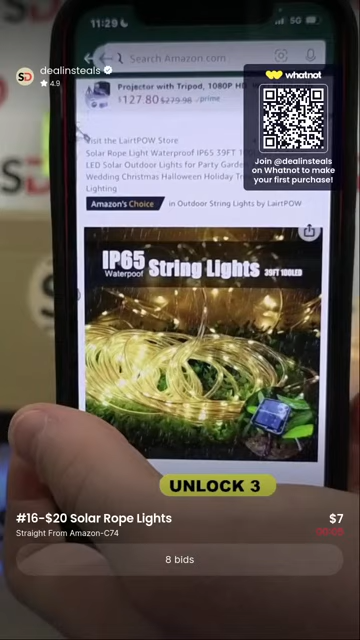 11:29
5G
Search Amazon.com
dealinsteals
4.9
whatnot
Join @dealinsteals
on Whatnot to make
your first purchase!
Projector with Tripod, 1080P HD
$127.80 $279.98 prime
Visit the LairtPOW Store
Solar Rope Light Waterproof IP65 39FT
LED Solar Outdoor Lights for Party Garde
Wedding Christmas Halloween Holiday
Lighting
Amazon's Choice in Outdoor String Lights by LairtPOW
IP65
Waterproof
String Lights
39FT 100LED
UNLOCK 3
#16-$20 Solar Rope Lights
$7
Straight From Amazon-C74
8 bids